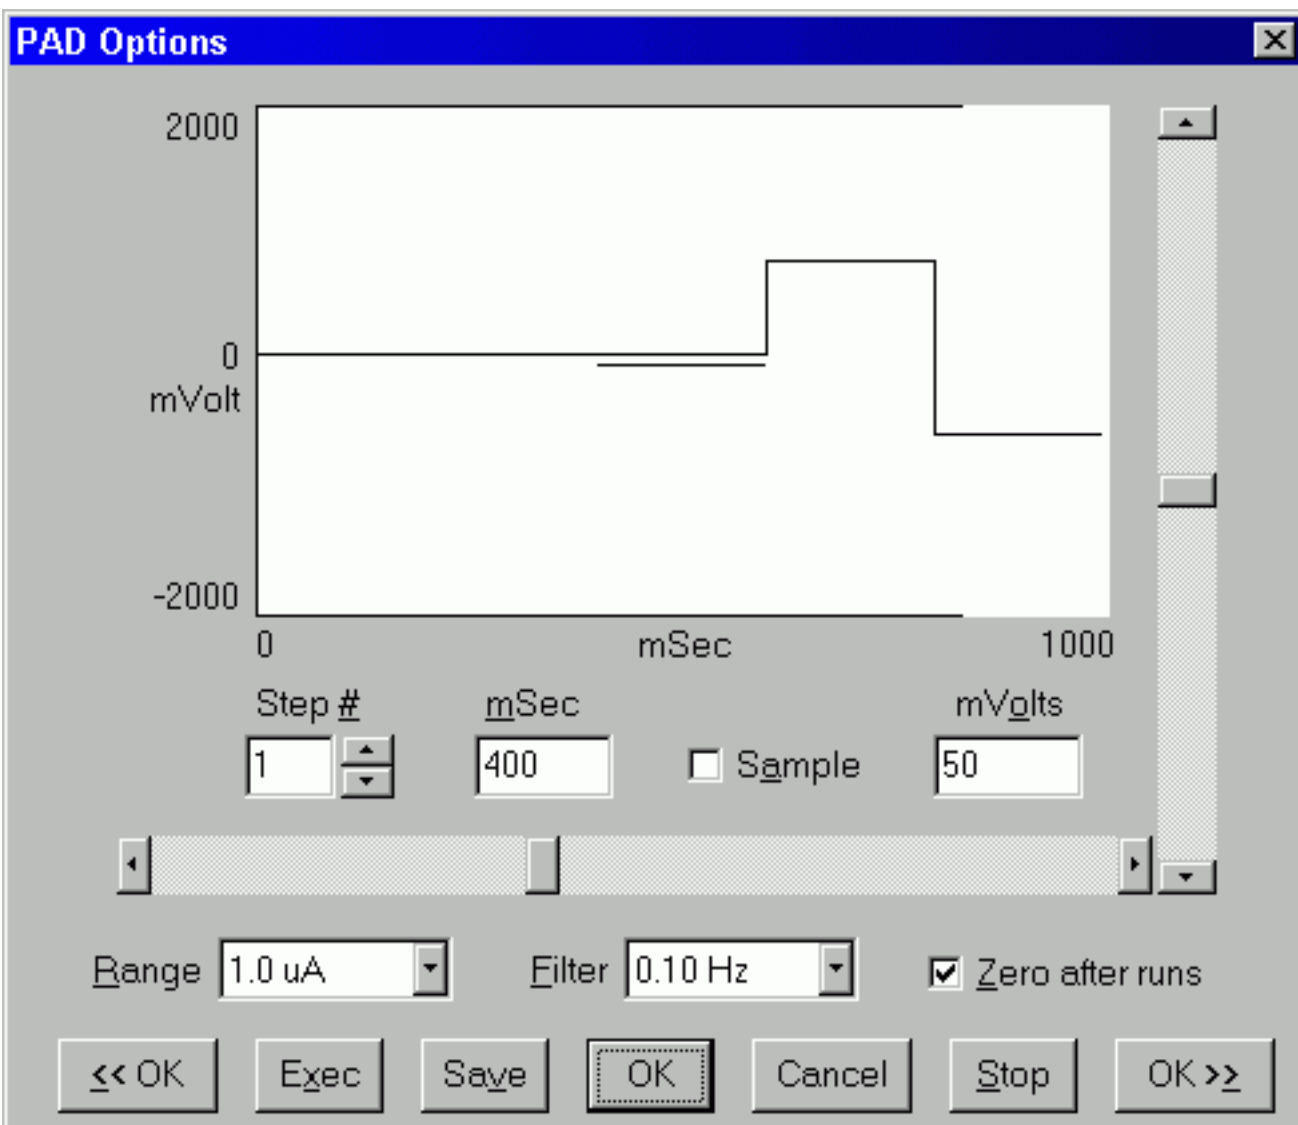 PAD Options
2000
0
mVolt
-2000
0 mSec 1000
Step # mSec mVolts
1 400 Sample 50
Range 1.0 uA Filter 0.10 Hz Zero after runs
<< OK Exec Save OK Cancel Stop OK >>